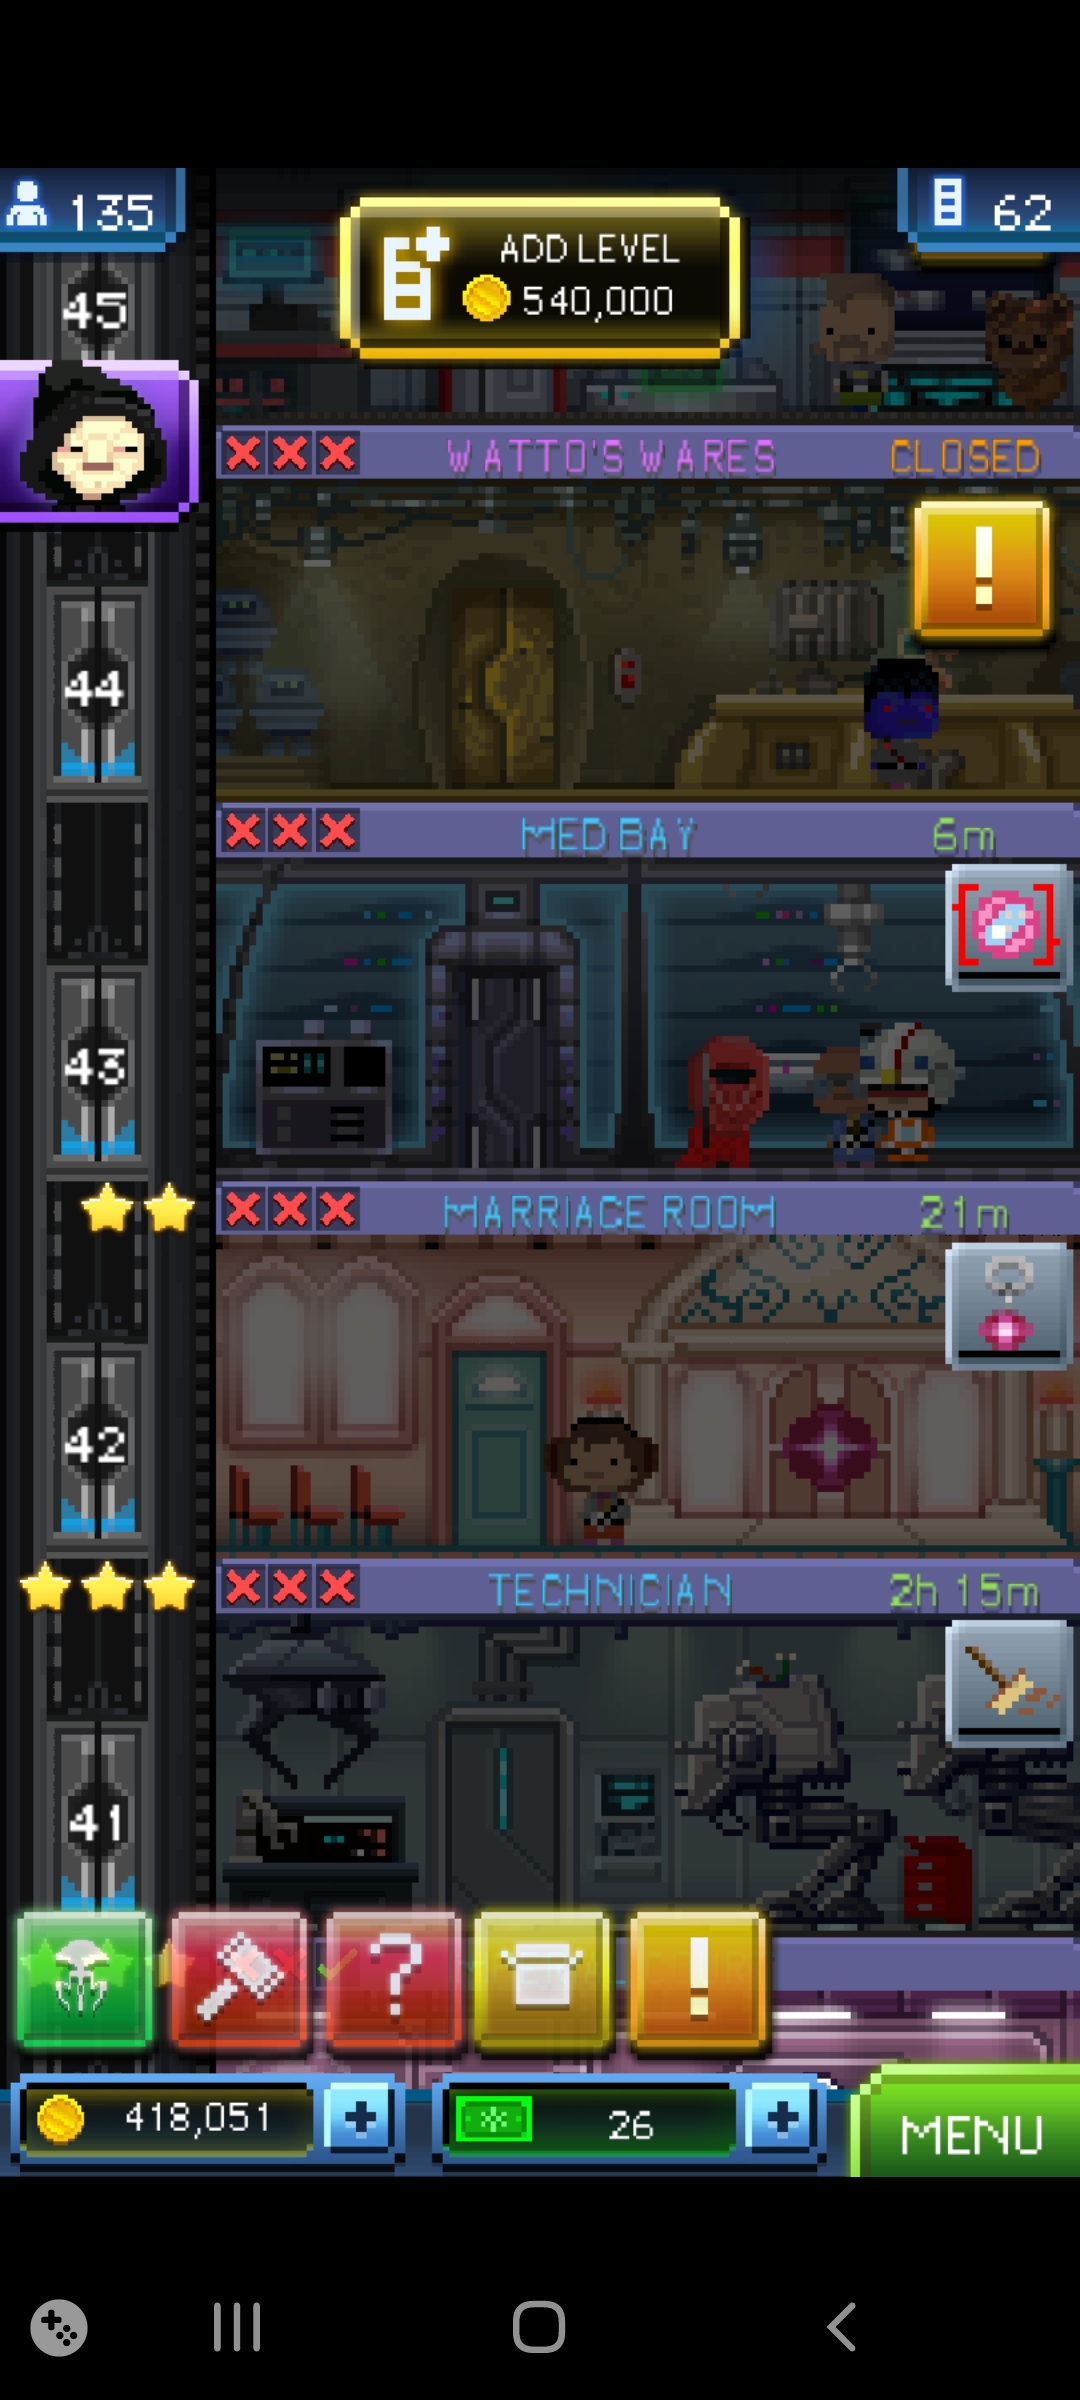 135
ADD LEVEL
540,000
62
45
WATTO'S WARES
CLOSED
!
44
MED BAY
6m
43
MARRIAGE ROOM
21m
42
TECHNICIAN
2h 15m
41
?
!
418,051
+
26
+
MENU